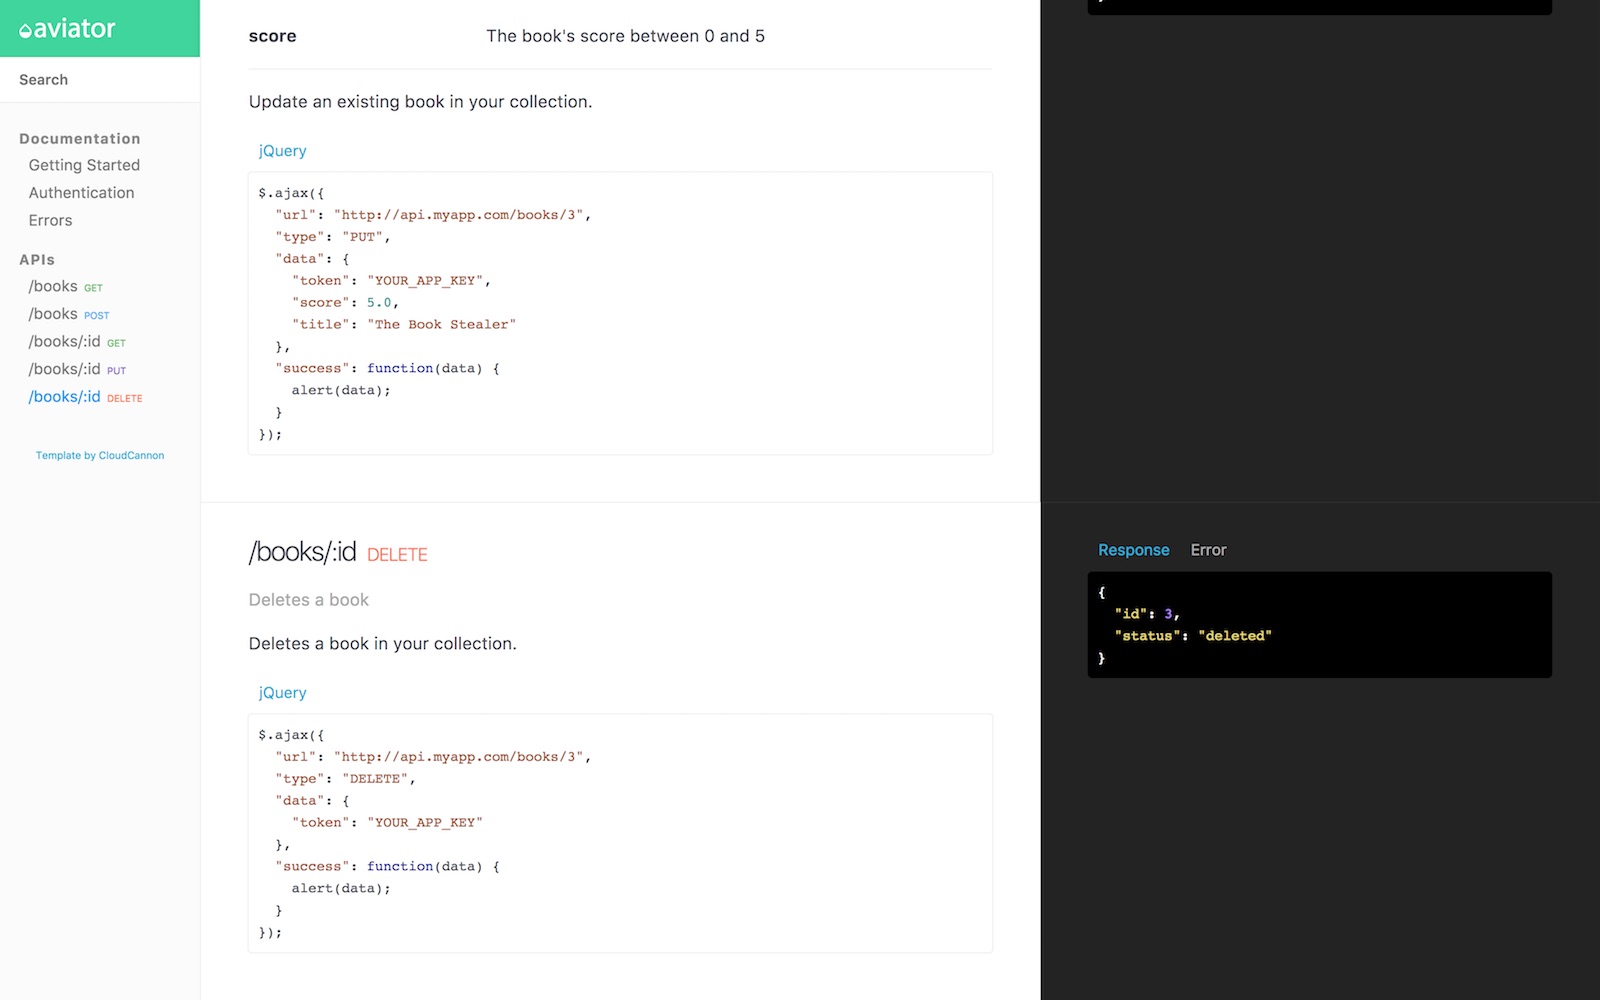 aviator
Search
Documentation
Getting Started
Authentication
Errors
APIs
/books GET
/books POST
/books/:id GET
/books/:id PUT
/books/:id DELETE
Template by CloudCannon
score The book's score between 0 and 5
Update an existing book in your collection.
jQuery
$.ajax({
  "url": "http://api.myapp.com/books/3",
  "type": "PUT",
  "data": {
    "token": "YOUR_APP_KEY",
    "score": 5.0,
    "title": "The Book Stealer"
  },
  "success": function(data) {
    alert(data);
  }
});
/books/:id DELETE
Deletes a book
Deletes a book in your collection.
jQuery
$.ajax({
  "url": "http://api.myapp.com/books/3",
  "type": "DELETE",
  "data": {
    "token": "YOUR_APP_KEY"
  },
  "success": function(data) {
    alert(data);
  }
});
Response Error
{
  "id": 3,
  "status": "deleted"
}